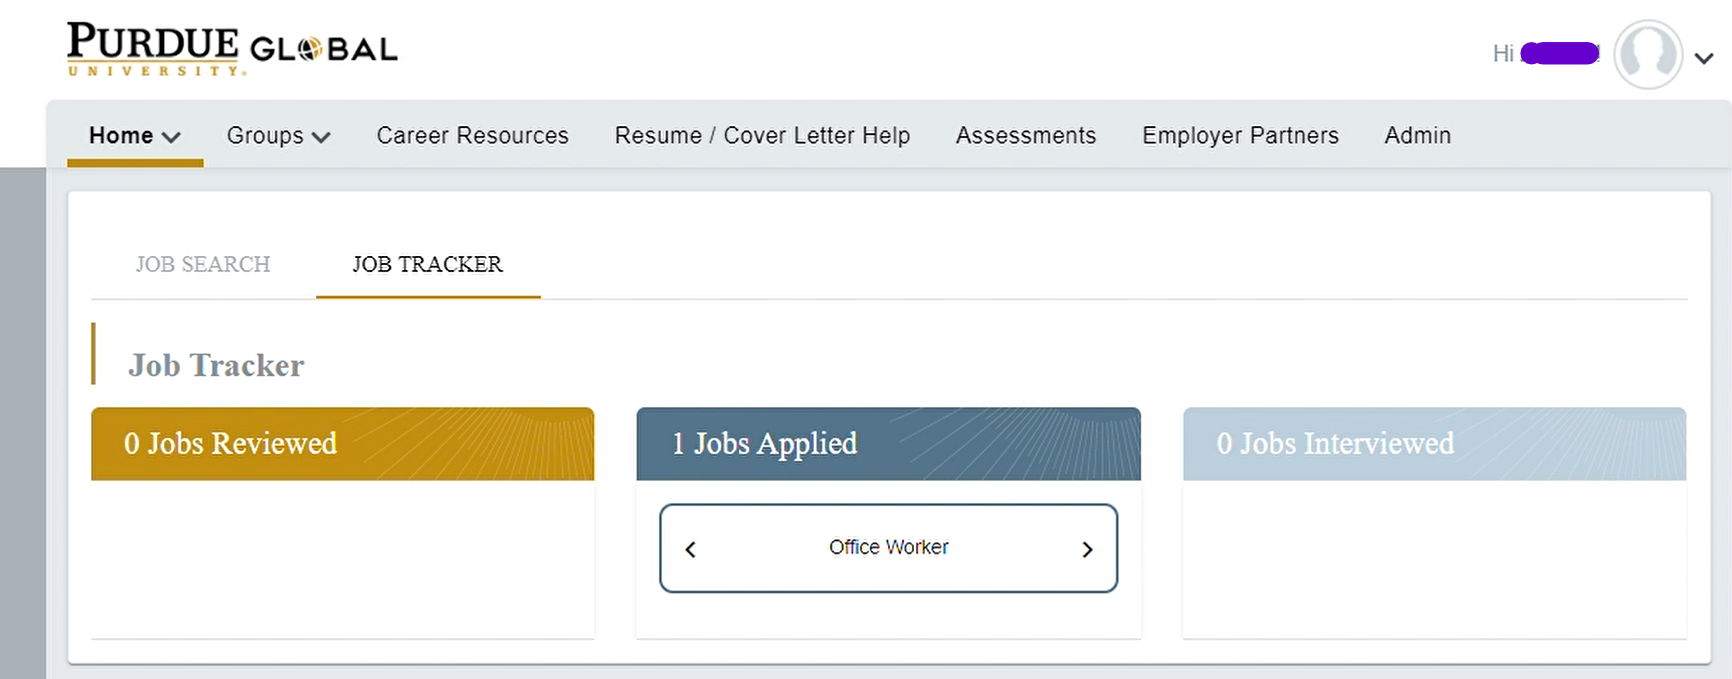 PURDUE GLOBAL
UNIVERSITY.
Hi
Home Groups Career Resources Resume / Cover Letter Help Assessments Employer Partners Admin
JOB SEARCH JOB TRACKER
Job Tracker
0 Jobs Reviewed 1 Jobs Applied 0 Jobs Interviewed
Office Worker